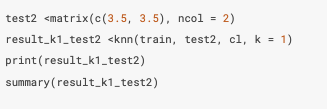 test2 <matrix(c(3.5, 3.5), ncol = 2)
result_k1_test2 <knn(train, test2, cl, k = 1)
print(result_k1_test2)
summary(result_k1_test2)